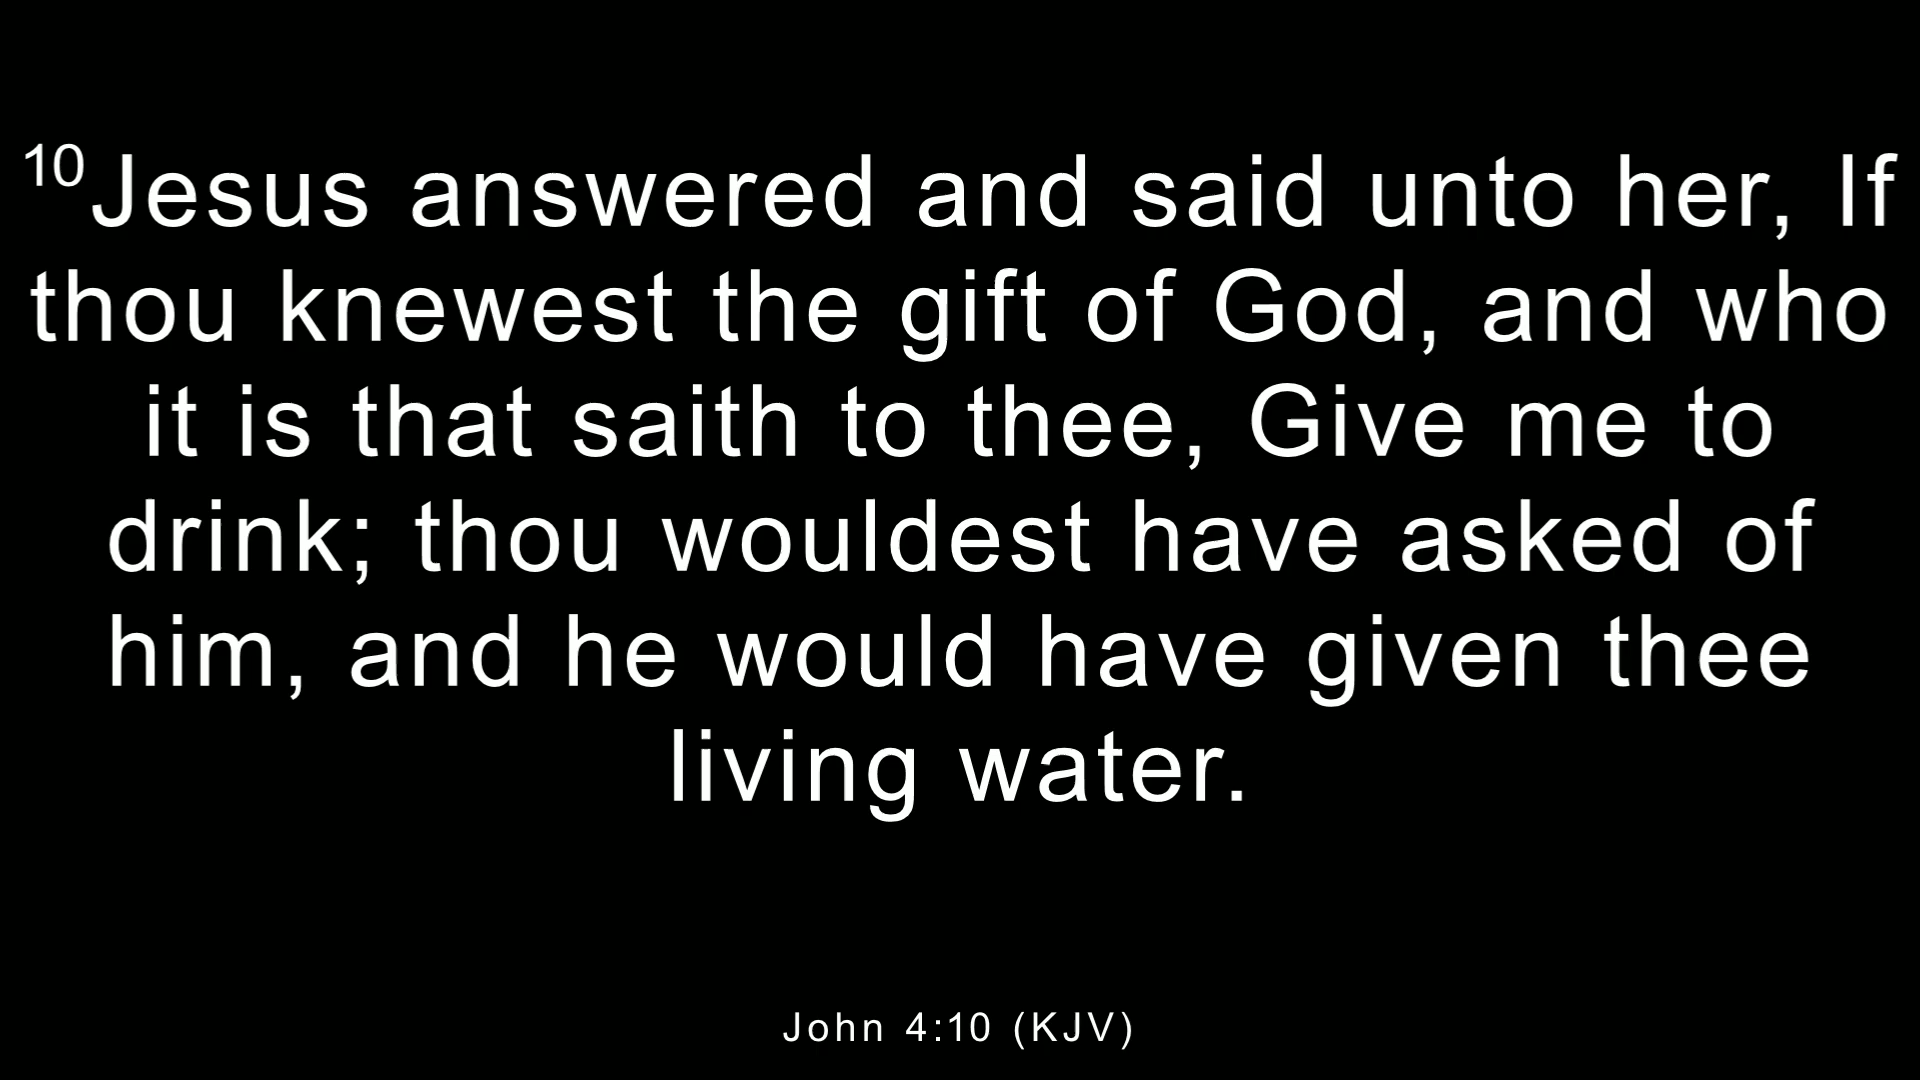 10 Jesus answered and said unto her, If
thou knewest the gift of God, and who
it is that saith to thee, Give me to
drink; thou wouldest have asked of
him, and he would have given thee
living water.
John 4:10 (KJV)